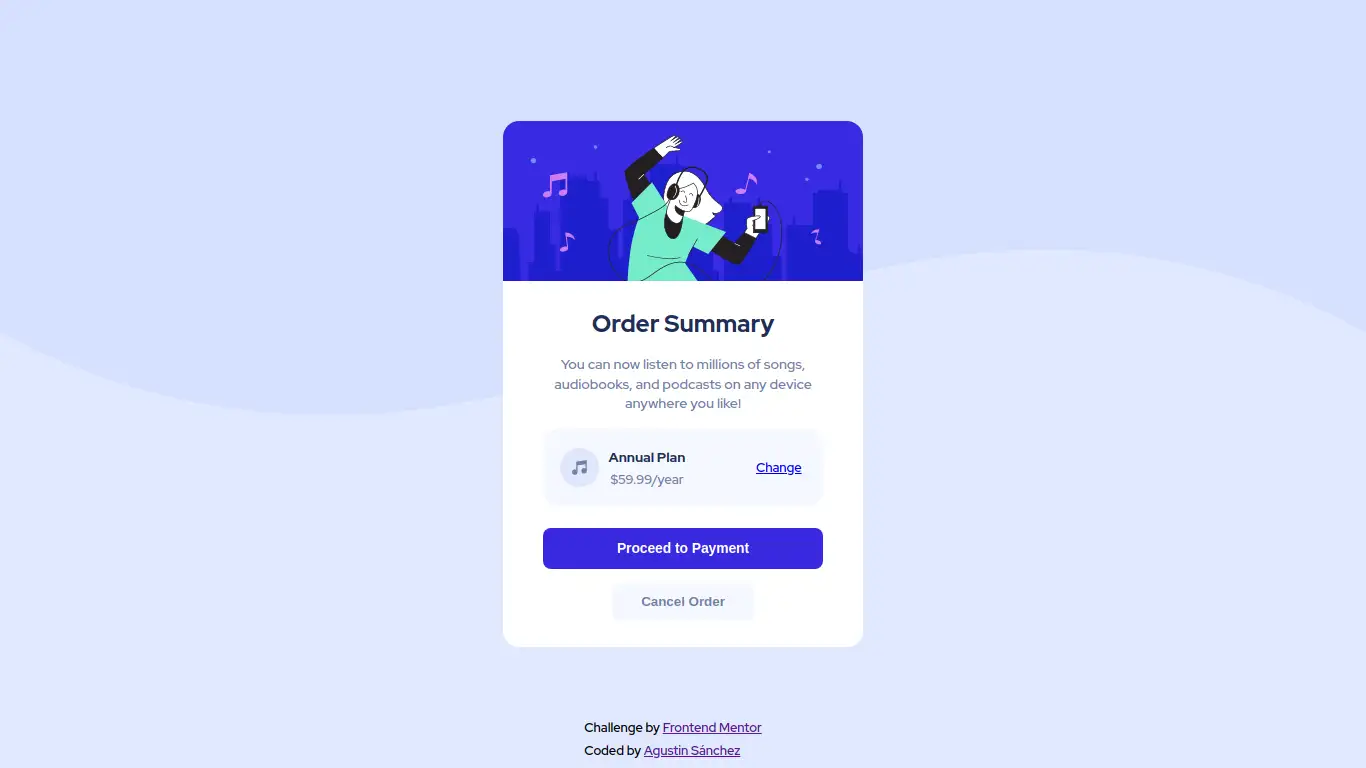 Order Summary
You can now listen to millions of songs,
audiobooks, and podcasts on any device
anywhere you like!
Annual Plan
$59.99/year
Change
Proceed to Payment
Cancel Order
Challenge by Frontend Mentor
Coded by Agustin Sánchez